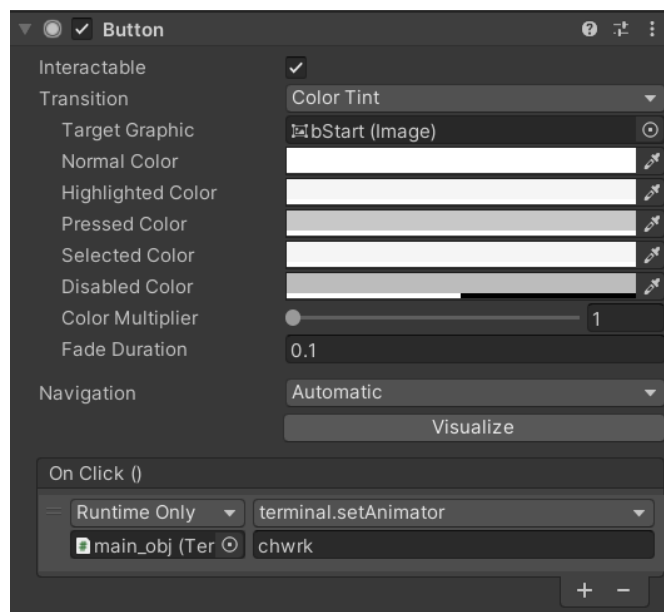 Button
Interactable
Transition Color Tint
Target Graphic bStart (Image)
Normal Color
Highlighted Color
Pressed Color
Selected Color
Disabled Color
Color Multiplier 1
Fade Duration 0.1
Navigation Automatic
Visualize
On Click ()
Runtime Only terminal.setAnimator
main_obj (Ter chwrk